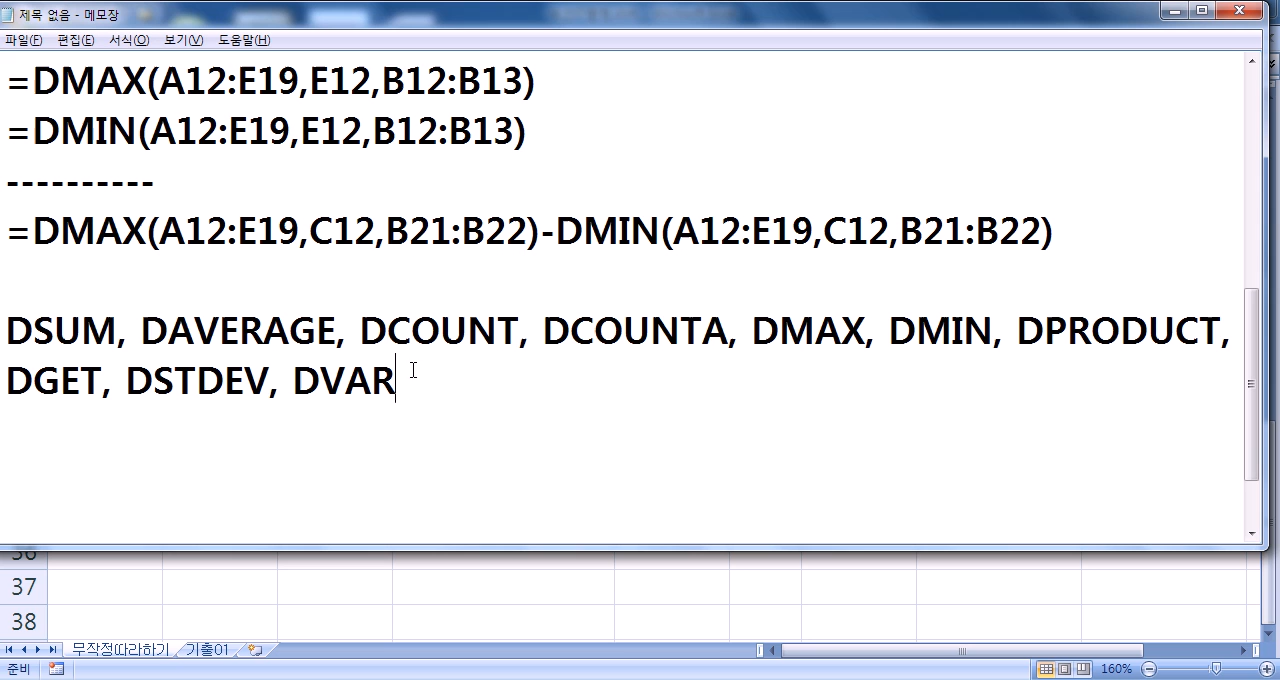 제목 없음 - 메모장
파일(F) 편집(E) 서식(O) 보기(V) 도움말(H)
=DMAX(A12:E19,E12,B12:B13)
=DMIN(A12:E19,E12,B12:B13)
----------
=DMAX(A12:E19,C12,B21:B22)-DMIN(A12:E19,C12,B21:B22)
DSUM, DAVERAGE, DCOUNT, DCOUNTA, DMAX, DMIN, DPRODUCT,
DGET, DSTDEV, DVAR
36
37
38
무작정따라하기 기출01
준비 160%